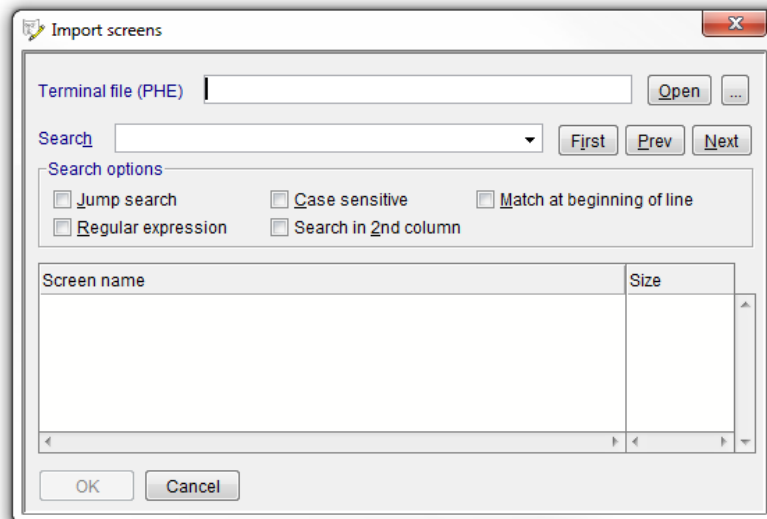 Import screens
Terminal file (PHE) Open ...
Search First Prev Next
Search options
Jump search Case sensitive Match at beginning of line
Regular expression Search in 2nd column
Screen name Size
OK Cancel